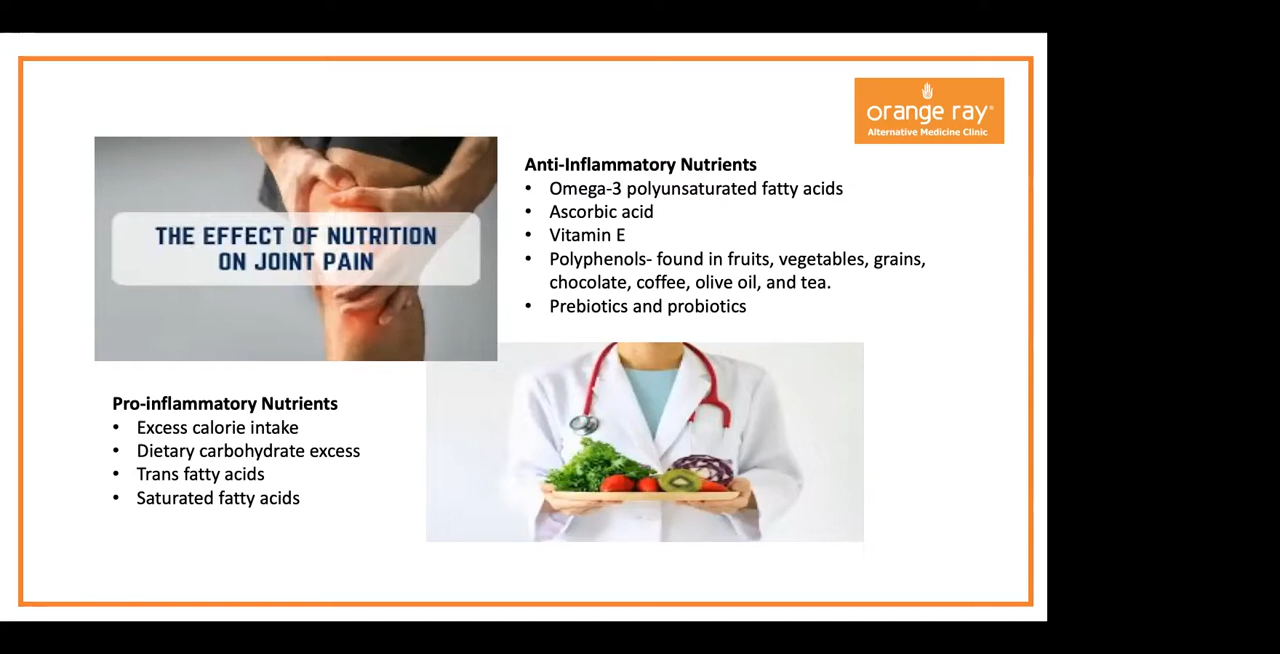 orange ray®
Alternative Medicine Clinic
THE EFFECT OF NUTRITION
ON JOINT PAIN
Anti-Inflammatory Nutrients
• Omega-3 polyunsaturated fatty acids
• Ascorbic acid
• Vitamin E
• Polyphenols- found in fruits, vegetables, grains,
chocolate, coffee, olive oil, and tea.
• Prebiotics and probiotics
Pro-inflammatory Nutrients
• Excess calorie intake
• Dietary carbohydrate excess
• Trans fatty acids
• Saturated fatty acids